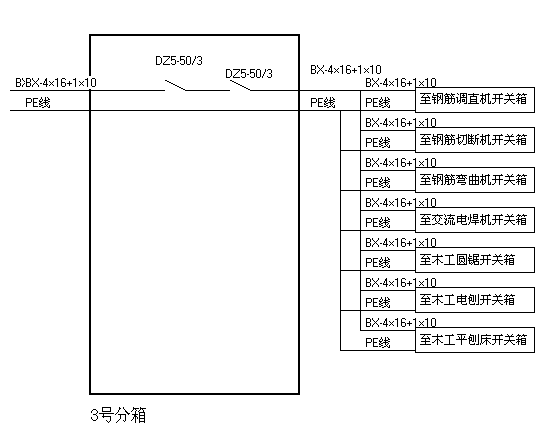 DZ5-50/3
DZ5-50/3
BX-4×16+1×10
BXBX-4×16+1×10
BX-4×16+1×10
PE线
PE线
PE线
至钢筋调直机开关箱
BX-4×16+1×10
PE线
至钢筋切断机开关箱
BX-4×16+1×10
PE线
至钢筋弯曲机开关箱
BX-4×16+1×10
PE线
至交流电焊机开关箱
BX-4×16+1×10
PE线
至木工圆锯开关箱
BX-4×16+1×10
PE线
至木工电刨开关箱
BX-4×16+1×10
PE线
至木工平刨床开关箱
3号分箱